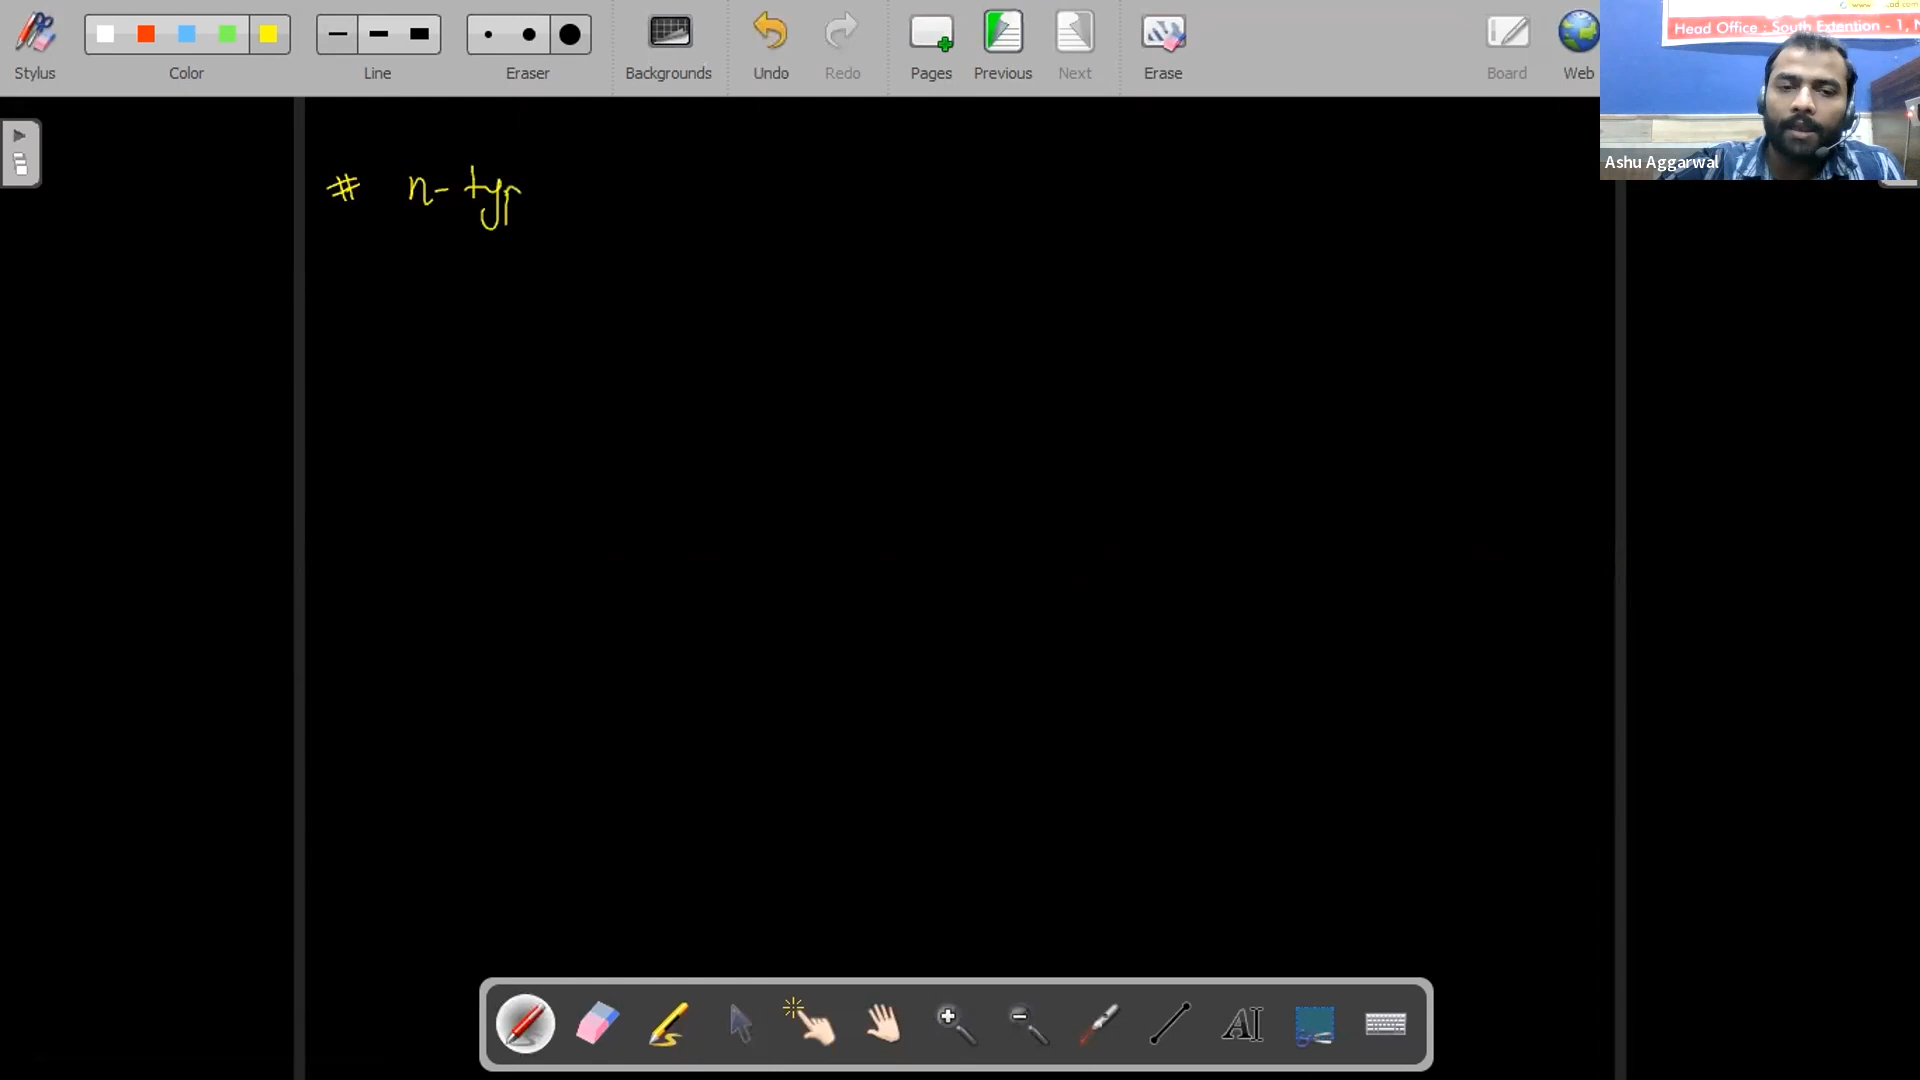 Stylus Color Line Eraser Backgrounds Undo Redo Pages Previous Next Erase Board Web
Head Office : South Extention - 1, N
Ashu Aggarwal
# n- typ